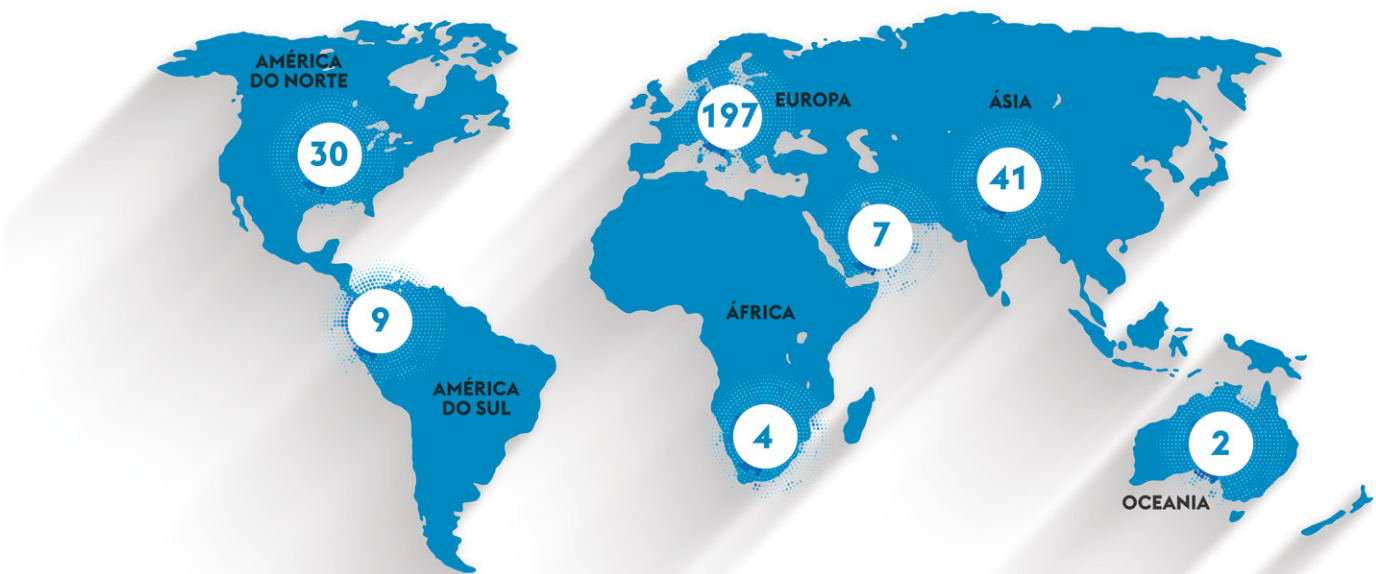 AMÉRICA
DO NORTE
30
197
EUROPA
ÁSIA
41
7
9
ÁFRICA
AMÉRICA
DO SUL
4
2
OCEANIA